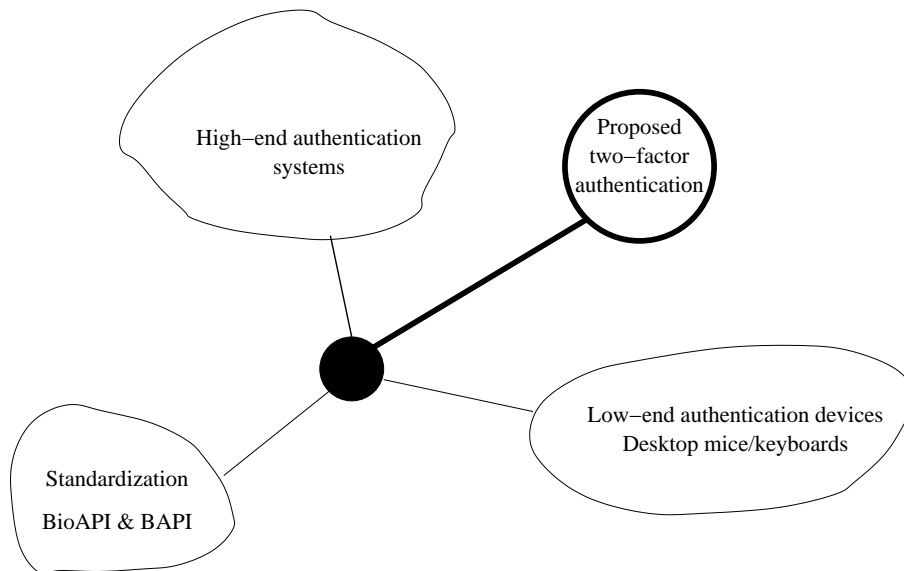 High−end authentication
systems
Proposed
two−factor
authentication
Low−end authentication devices
Desktop mice/keyboards
Standardization
BioAPI & BAPI